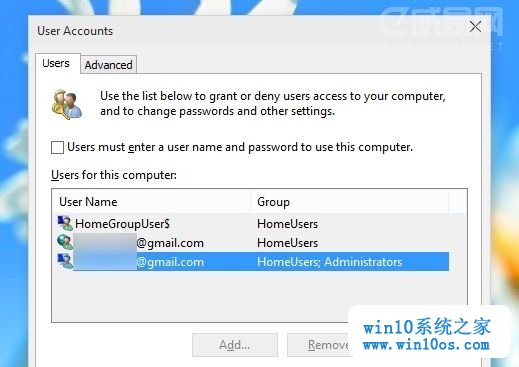 威易网
User Accounts
Users
Advanced
Use the list below to grant or deny users access to your computer,
and to change passwords and other settings.
Users must enter a user name and password to use this computer.
Users for this computer:
User Name
Group
HomeGroupUser$
HomeUsers
@gmail.com
HomeUsers
@gmail.com
HomeUsers; Administrators
Add...
Remove
win10系统之家
www.win10os.com